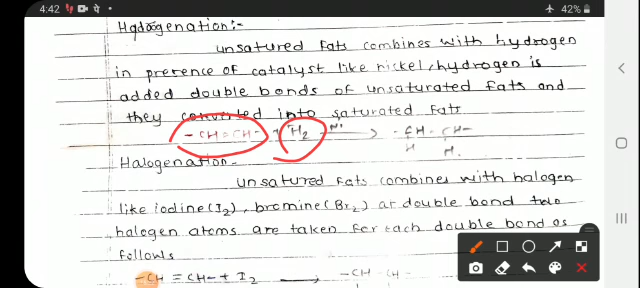 4:42 42%
Hydrogenation:-
unsatured fats combines with hydrogen
in presence of catalyst like nickel, hydrogen is
added double bonds of unsaturated fats and
they converted into saturated fats
-CH=CH- + H2 Ni → -CH-CH-
H H.
Halogenation-
Unsatured fats combines with halogen
like iodine(I2), bromine(Br2) at double bond two
halogen atoms are taken for each double bond as
follows
-CH=CH-+ I2 → -CH-CH-